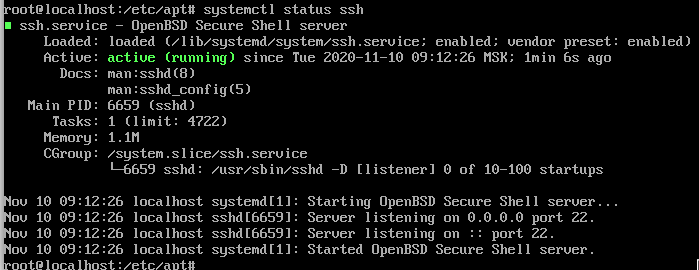 root@localhost:/etc/apt# systemctl status ssh
■ ssh.service - OpenBSD Secure Shell server
Loaded: loaded (/lib/systemd/system/ssh.service; enabled; vendor preset: enabled)
Active: active (running) since Tue 2020-11-10 09:12:26 MSK; 1min 6s ago
Docs: man:sshd(8)
man:sshd_config(5)
Main PID: 6659 (sshd)
Tasks: 1 (limit: 4722)
Memory: 1.1M
CGroup: /system.slice/ssh.service
└─6659 sshd: /usr/sbin/sshd -D [listener] 0 of 10-100 startups
Nov 10 09:12:26 localhost systemd[1]: Starting OpenBSD Secure Shell server...
Nov 10 09:12:26 localhost sshd[6659]: Server listening on 0.0.0.0 port 22.
Nov 10 09:12:26 localhost sshd[6659]: Server listening on :: port 22.
Nov 10 09:12:26 localhost systemd[1]: Started OpenBSD Secure Shell server.
root@localhost:/etc/apt#